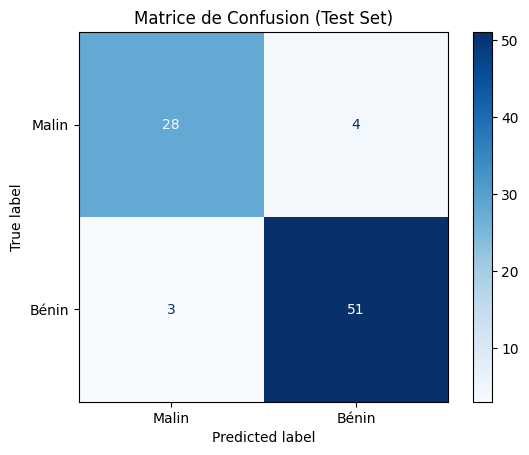 Matrice de Confusion (Test Set)
Malin
28
4
Bénin
3
51
Malin
Bénin
Predicted label
True label
50
40
30
20
10